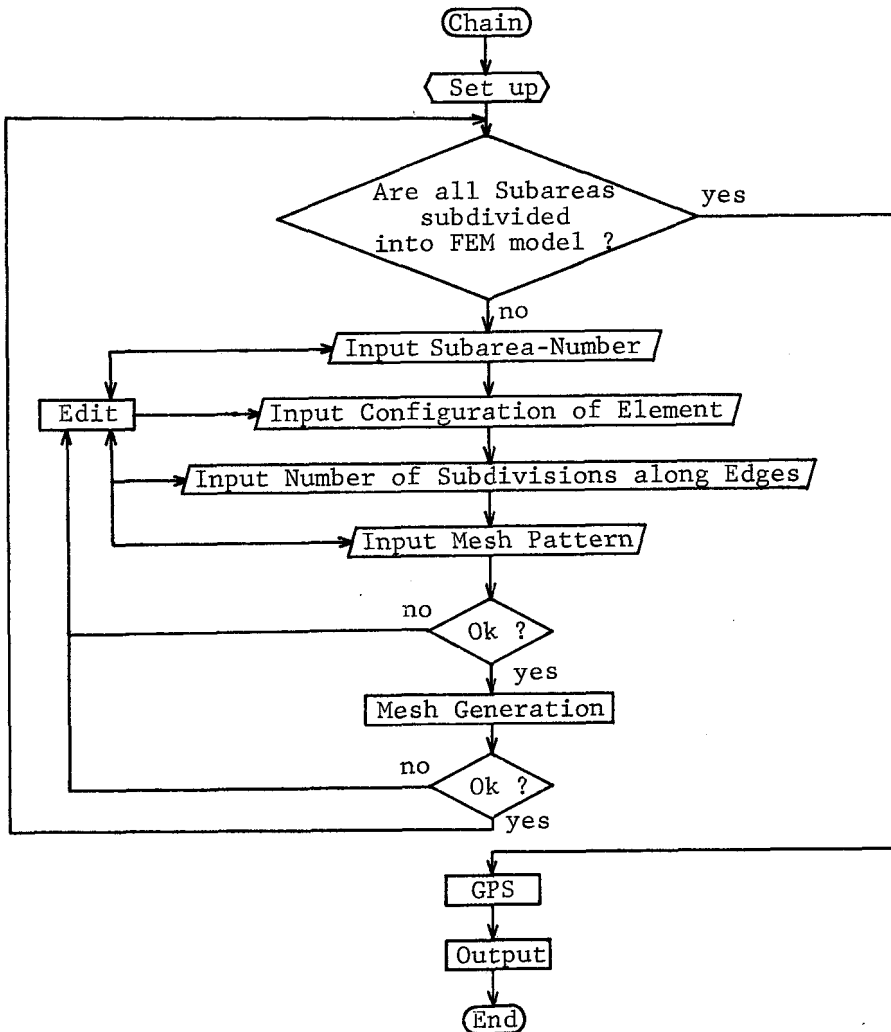 Chain
Set up
Are all Subareas
subdivided
into FEM model ?
yes
no
Input Subarea-Number
Edit
Input Configuration of Element
Input Number of Subdivisions along Edges
Input Mesh Pattern
no
Ok ?
yes
Mesh Generation
no
Ok ?
yes
GPS
Output
End